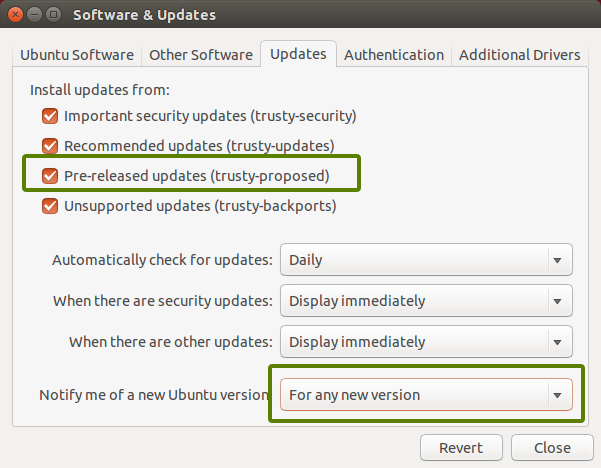 Software & Updates
Ubuntu Software Other Software Updates Authentication Additional Drivers
Install updates from:
Important security updates (trusty-security)
Recommended updates (trusty-updates)
Pre-released updates (trusty-proposed)
Unsupported updates (trusty-backports)
Automatically check for updates: Daily
When there are security updates: Display immediately
When there are other updates: Display immediately
Notify me of a new Ubuntu version For any new version
Revert Close